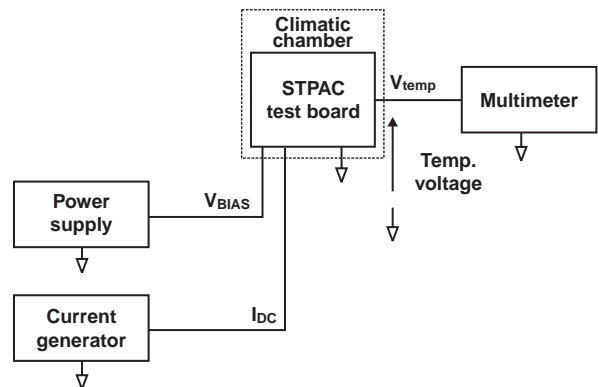 Climatic
chamber
STPAC
test board
Vtemp
Multimeter
Temp.
voltage
Power
supply
VBIAS
Current
generator
IDC